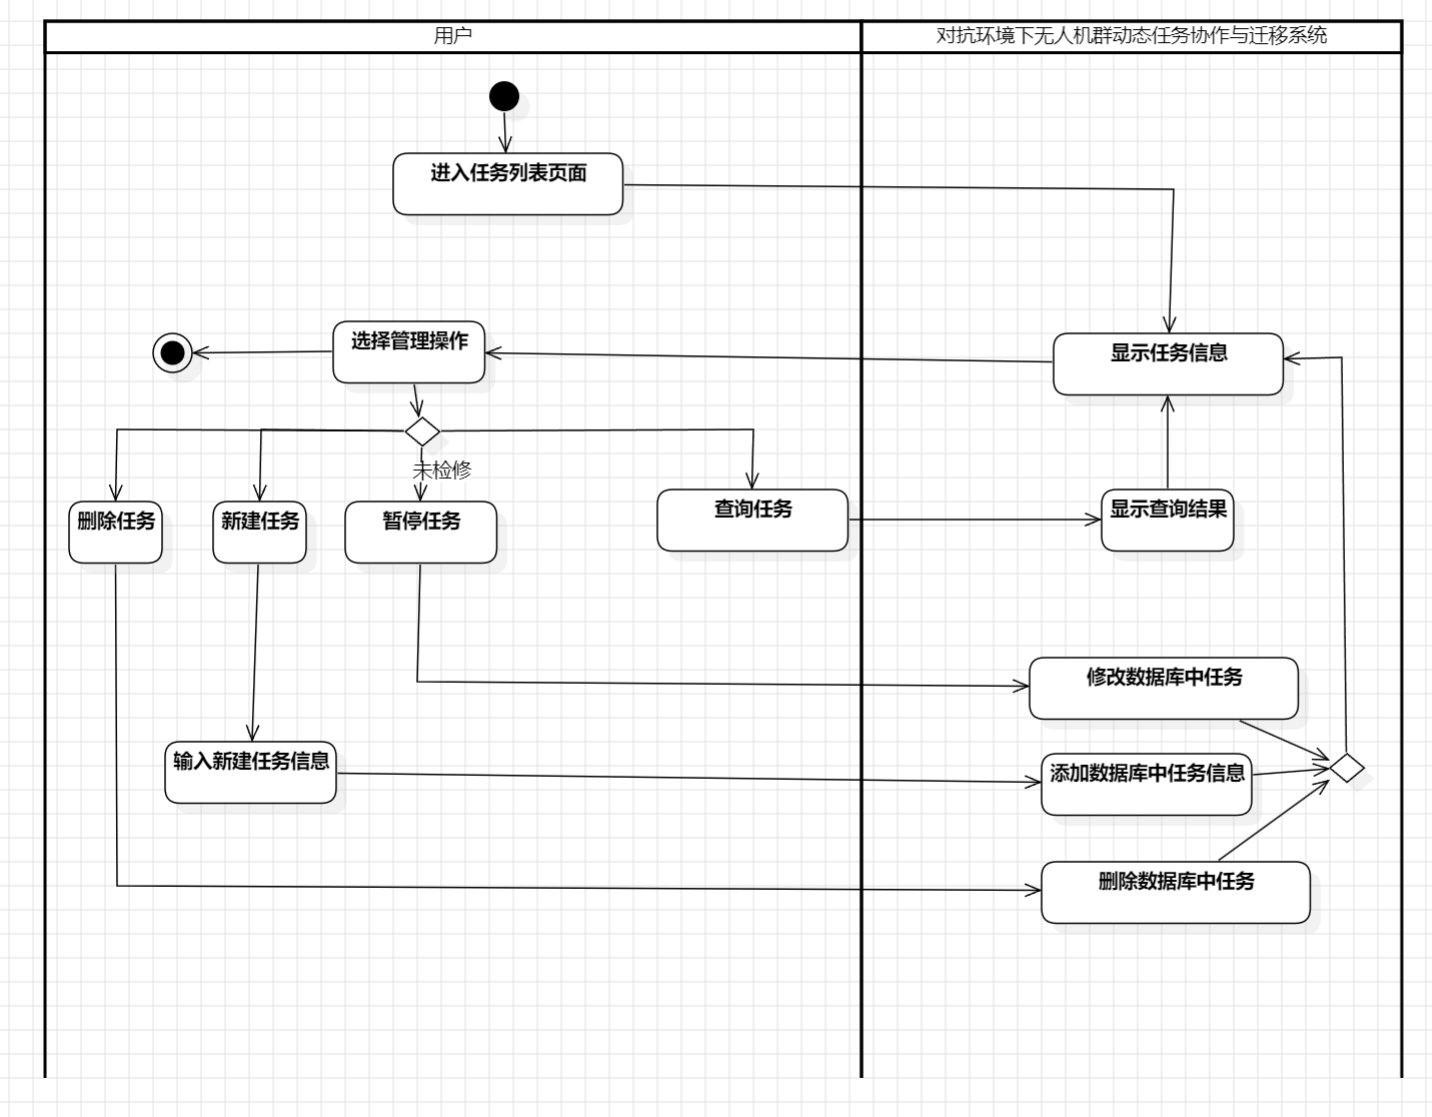 用户
对抗环境下无人机群动态任务协作与迁移系统
进入任务列表页面
选择管理操作
显示任务信息
未检修
删除任务
新建任务
暂停任务
查询任务
显示查询结果
修改数据库中任务
输入新建任务信息
添加数据库中任务信息
删除数据库中任务